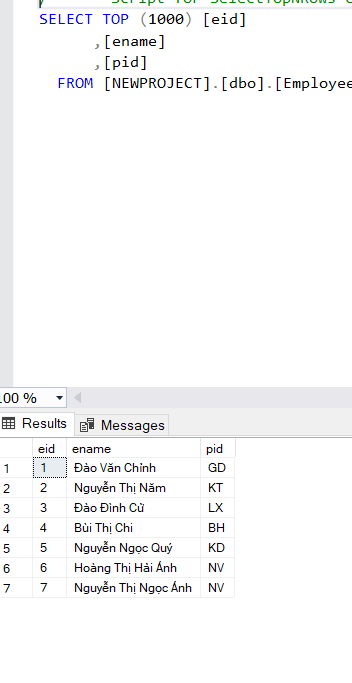 SELECT TOP (1000) [eid]
,[ename]
,[pid]
FROM [NEWPROJECT].[dbo].[Employee
.00 %
Results Messages
eid ename pid
1 1 Đào Văn Chỉnh GD
2 2 Nguyễn Thị Năm KT
3 3 Đào Đình Cử LX
4 4 Bùi Thị Chi BH
5 5 Nguyễn Ngọc Quý KD
6 6 Hoàng Thị Hải Ánh NV
7 7 Nguyễn Thị Ngọc Ánh NV